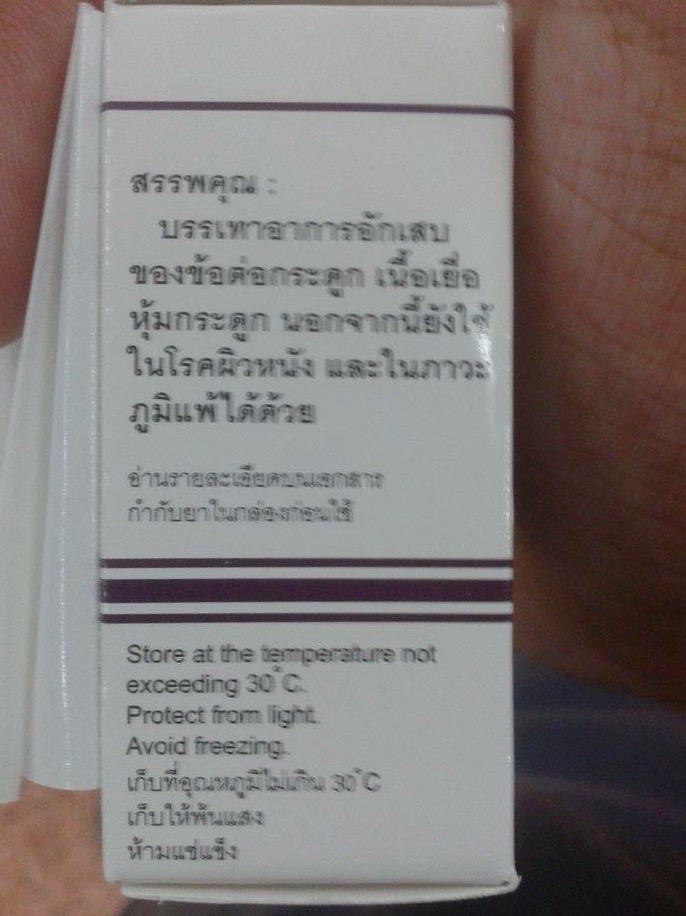 สรรพคุณ :
บรรเทาอาการอักเสบ
ของข้อต่อกระดูก เนื้อเยื่อ
หุ้มกระดูก นอกจากนี้ยังใช้
ในโรคผิวหนัง และในภาวะ
ภูมิแพ้ได้ด้วย
อ่านรายละเอียดบนเอกสาร
กำกับยาในกล่องก่อนใช้
Store at the temperature not
exceeding 30°C.
Protect from light.
Avoid freezing.
เก็บที่อุณหภูมิไม่เกิน 30°C
เก็บให้พ้นแสง
ห้ามแช่แข็ง